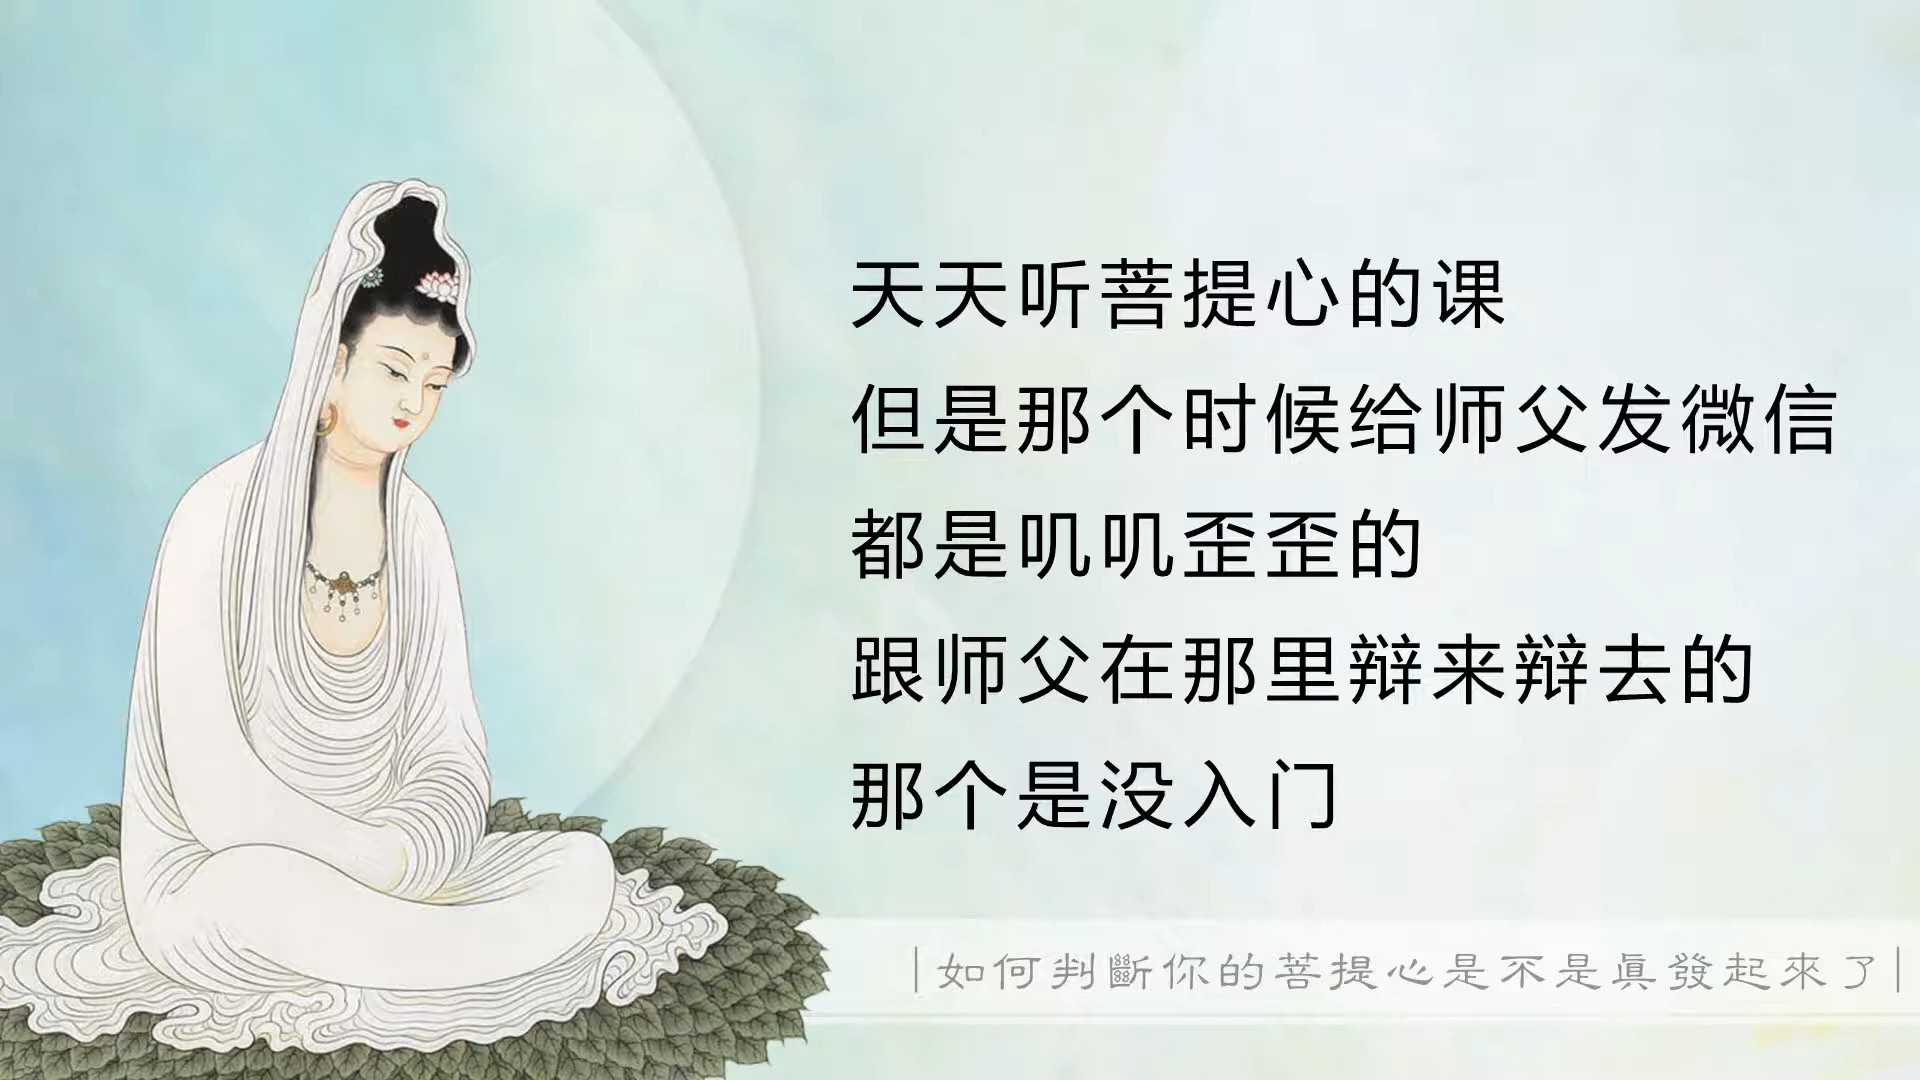 天天听菩提心的课
但是那个时候给师父发微信
都是叽叽歪歪的
跟师父在那里辩来辩去的
那个是没入门
|如何判斷你的菩提心是不是眞發起來了|